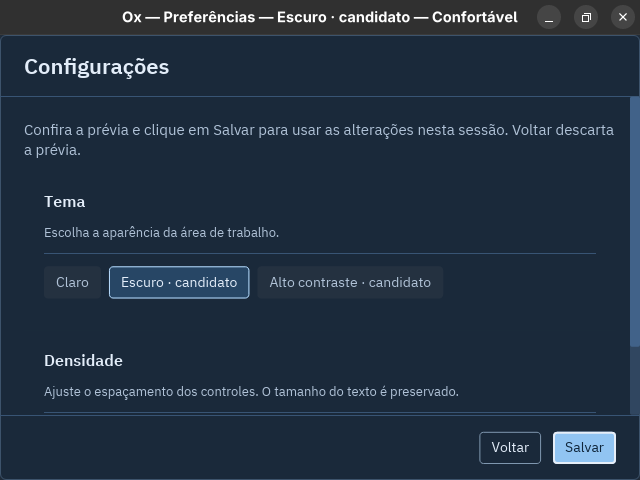 Ox — Preferências — Escuro · candidato — Confortável
Configurações
Confira a prévia e clique em Salvar para usar as alterações nesta sessão. Voltar descarta
a prévia.
Tema
Escolha a aparência da área de trabalho.
Claro
Escuro · candidato
Alto contraste · candidato
Densidade
Ajuste o espaçamento dos controles. O tamanho do texto é preservado.
Voltar
Salvar